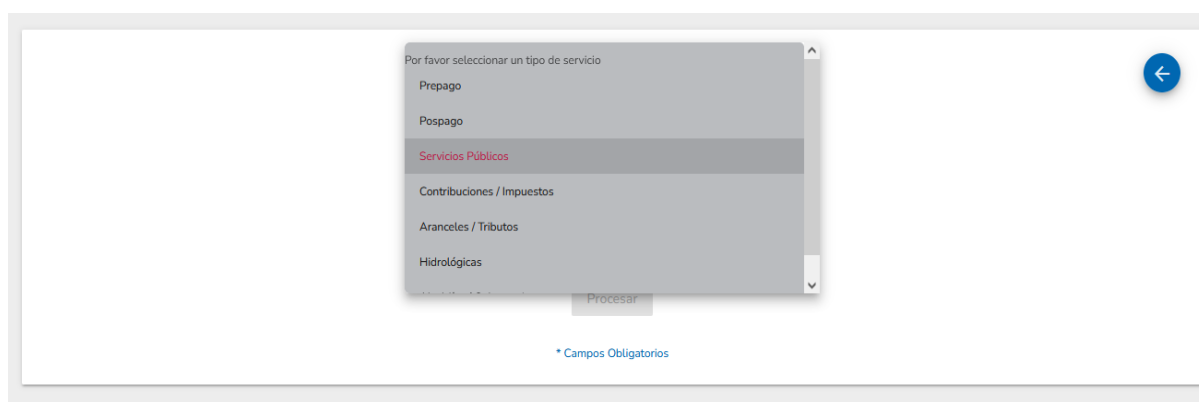 Por favor seleccionar un tipo de servicio
Prepago
Pospago
Servicios Públicos
Contribuciones / Impuestos
Aranceles / Tributos
Hidrológicas
Procesar
* Campos Obligatorios